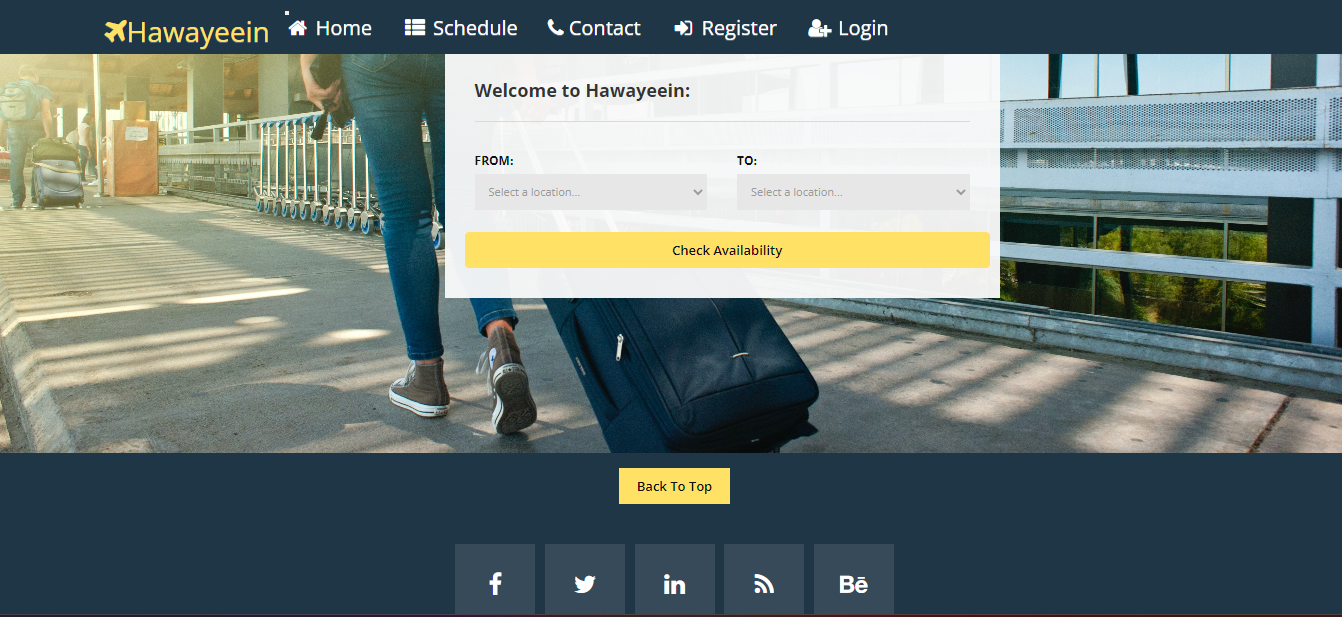 Hawayeein Home Schedule Contact Register Login
Welcome to Hawayeein:
FROM: TO:
Select a location... Select a location...
Check Availability
Back To Top
Bē